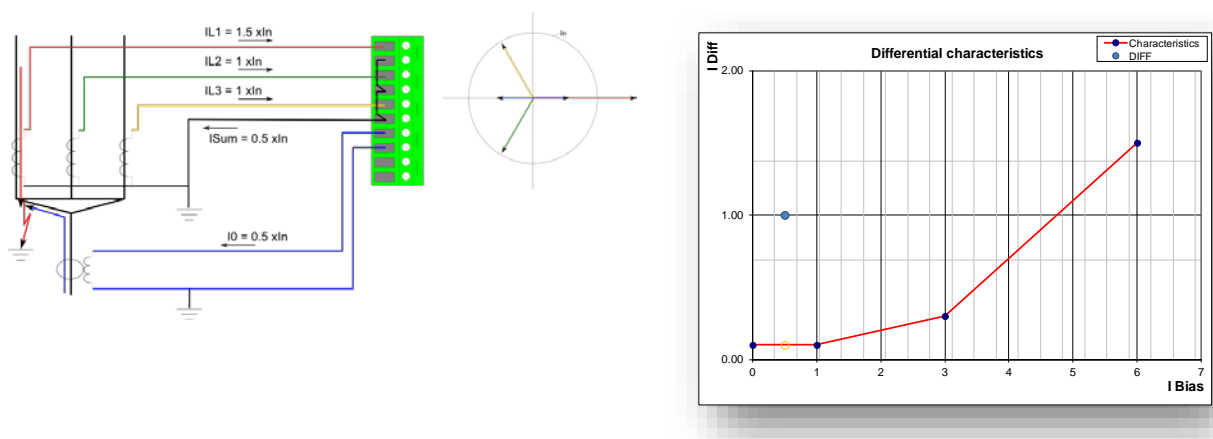 IL1 = 1.5 xIn
IL2 = 1 xIn
IL3 = 1 xIn
ISum = 0.5 xIn
I0 = 0.5 xIn
Iin
Differential characteristics
Characteristics
DIFF
I Diff
2.00
1.00
0.00
0 1 2 3 4 5 6 7
I Bias